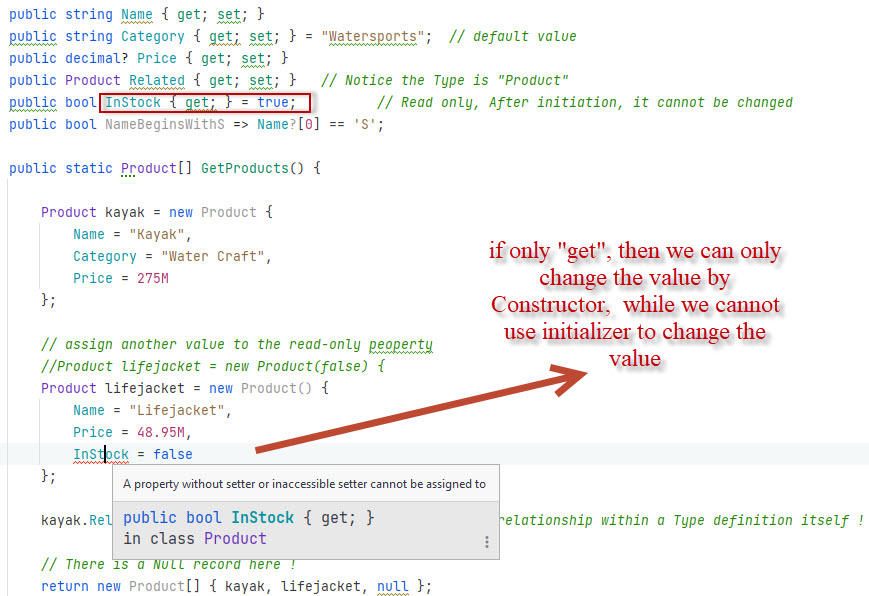 public string Name { get; set; }
public string Category { get; set; } = "Watersports";  // default value
public decimal? Price { get; set; }
public Product Related { get; set; }   // Notice the Type is "Product"
public bool InStock { get; } = true;          // Read only, After initiation, it cannot be changed
public bool NameBeginsWithS => Name?[0] == 'S';
public static Product[] GetProducts() {
Product kayak = new Product {
Name = "Kayak",
Category = "Water Craft",
Price = 275M
};
if only "get", then we can only
change the value by
Constructor,  while we cannot
use initializer to change the
value
// assign another value to the read-only peoperty
//Product lifejacket = new Product(false) {
Product lifejacket = new Product() {
Name = "Lifejacket",
Price = 48.95M,
InStock = false
};
A property without setter or inaccessible setter cannot be assigned to
public bool InStock { get; }
in class Product
kayak.Rel
relationship within a Type definition itself !
// There is a Null record here !
return new Product[] { kayak, lifejacket, null };